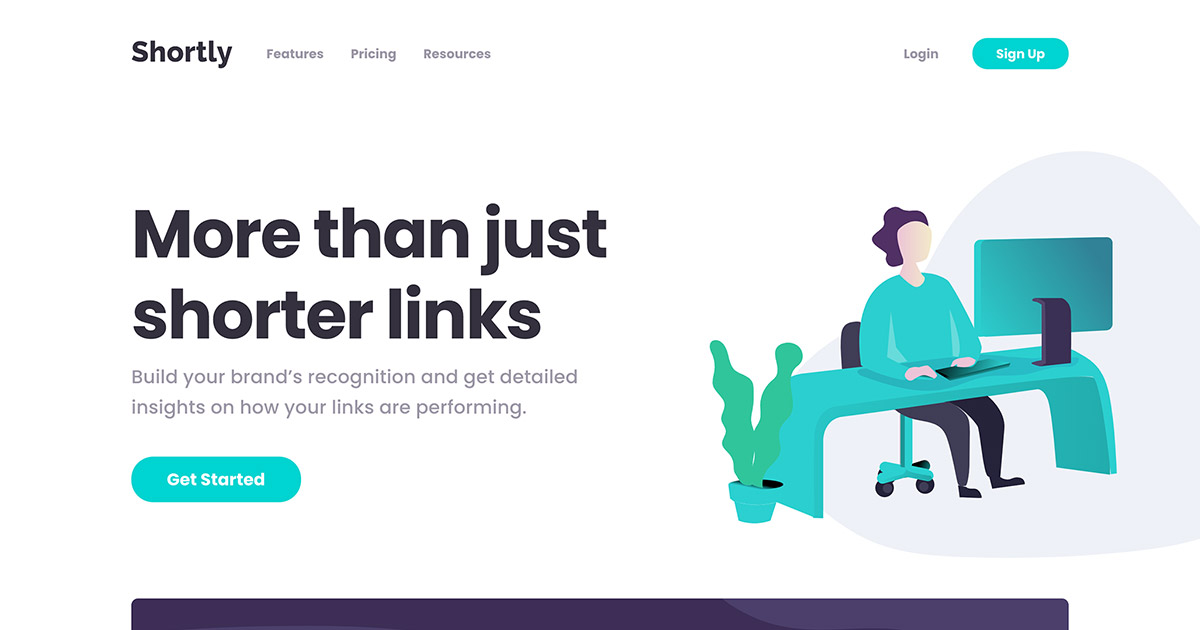 Shortly Features Pricing Resources Login Sign Up
More than just
shorter links
Build your brand’s recognition and get detailed
insights on how your links are performing.
Get Started